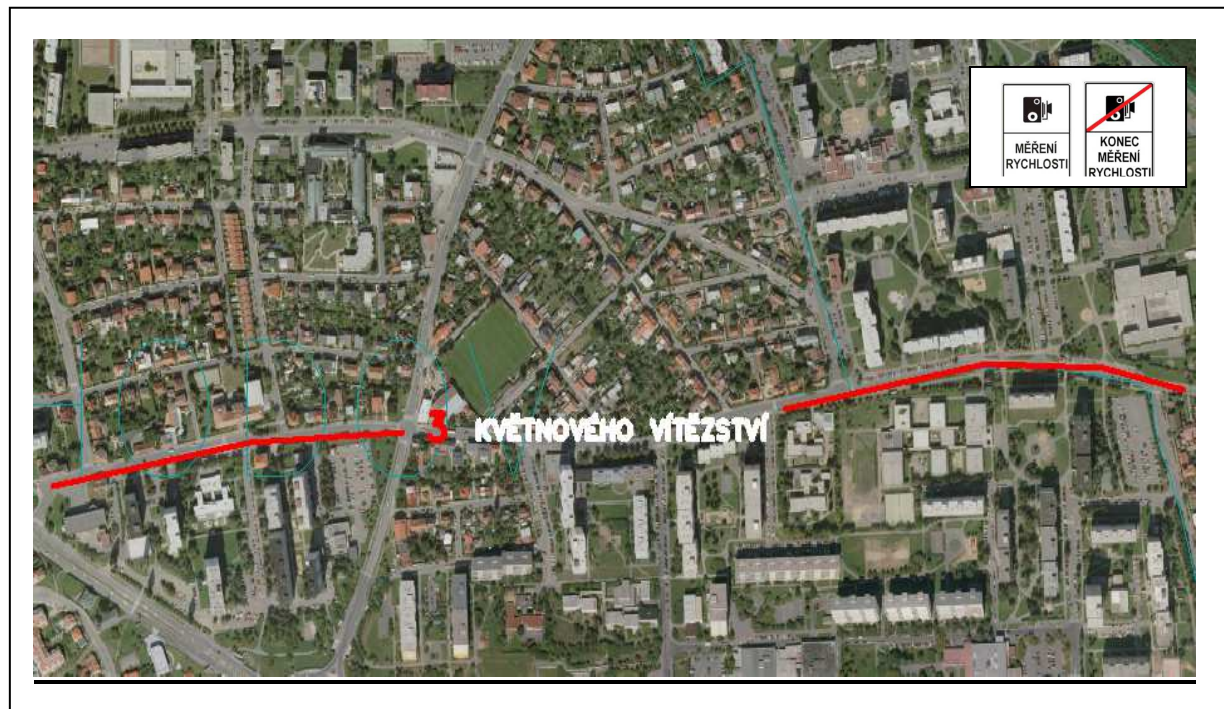 MĚŘENÍ
RYCHLOSTI
KONEC
MĚŘENÍ
RYCHLOSTI
3 KVĚTNOVÉHO VÍTĚZSTVÍ